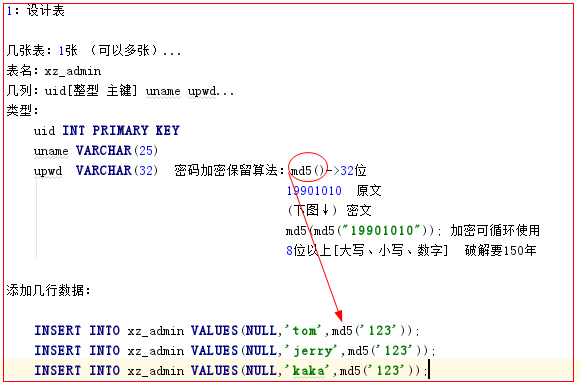 1: 设计表
几张表: 1张 （可以多张）...
表名: xz_admin
几列: uid[整型 主键] uname upwd...
类型:
uid INT PRIMARY KEY
uname VARCHAR(25)
upwd VARCHAR(32) 密码加密保留算法: md5()->32位
19901010 原文
(下图↓) 密文
md5(md5("19901010")); 加密可循环使用
8位以上[大写、小写、数字] 破解要150年
添加几行数据:
INSERT INTO xz_admin VALUES(NULL,'tom',md5('123'));
INSERT INTO xz_admin VALUES(NULL,'jerry',md5('123'));
INSERT INTO xz_admin VALUES(NULL,'kaka',md5('123'));